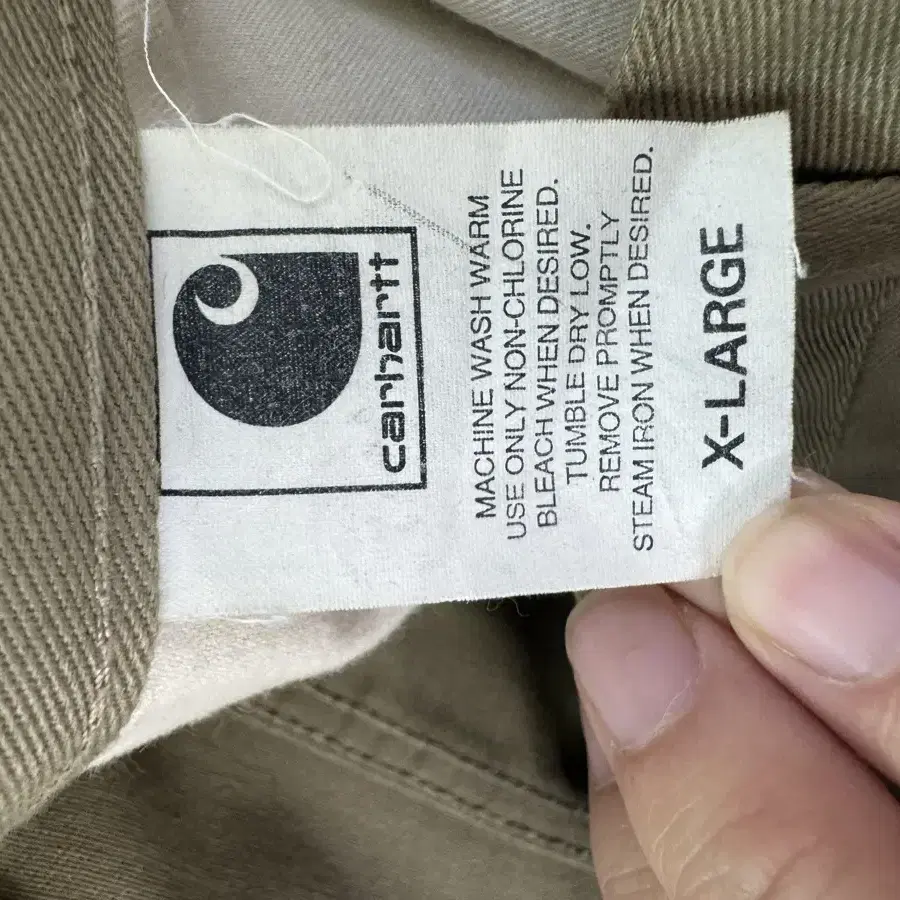 carhartt
MACHINE WASH WARM
USE ONLY NON-CHLORINE
BLEACH WHEN DESIRED.
TUMBLE DRY LOW.
REMOVE PROMPTLY
STEAM IRON WHEN DESIRED.
X-LARGE